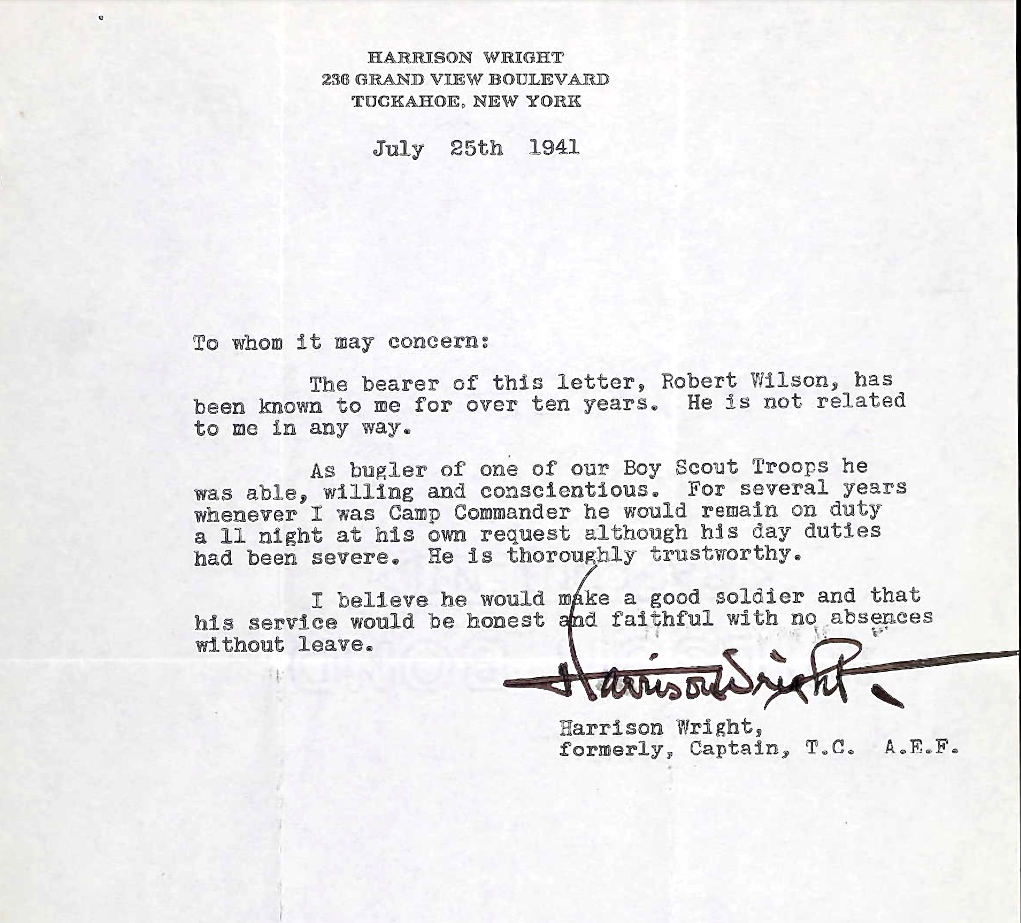 HARRISON WRIGHT
236 GRAND VIEW BOULEVARD
TUCKAHOE, NEW YORK
July 25th 1941
To whom it may concern:
The bearer of this letter, Robert Wilson, has
been known to me for over ten years. He is not related
to me in any way.
As bugler of one of our Boy Scout Troops he
was able, willing and conscientious. For several years
whenever I was Camp Commander he would remain on duty
a ll night at his own request although his day duties
had been severe. He is thoroughly trustworthy.
I believe he would make a good soldier and that
his service would be honest and faithful with no absences
without leave.
Harrison Wright.
Harrison Wright,
formerly, Captain, T.C. A.E.F.